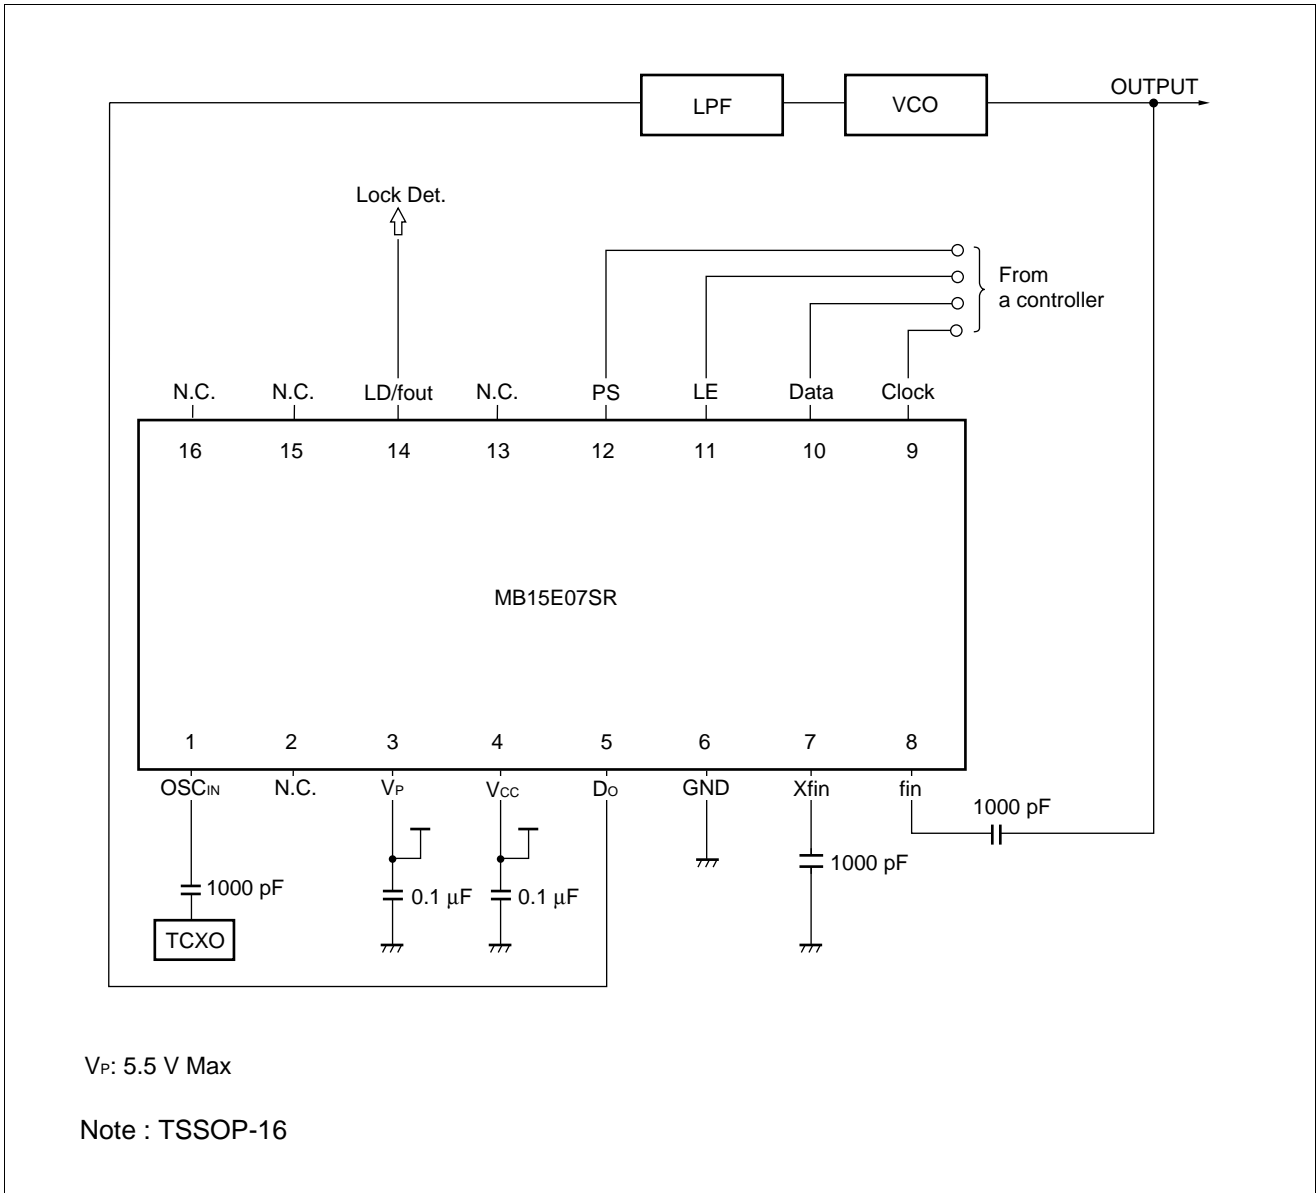 OUTPUT
LPF
VCO
Lock Det.
From
a controller
N.C.
N.C.
LD/fout
N.C.
PS
LE
Data
Clock
16
15
14
13
12
11
10
9
MB15E07SR
1
2
3
4
5
6
7
8
OSCIN
N.C.
VP
VCC
DO
GND
Xfin
fin
1000 pF
1000 pF
1000 pF
0.1 μF
0.1 μF
TCXO
VP: 5.5 V Max
Note : TSSOP-16